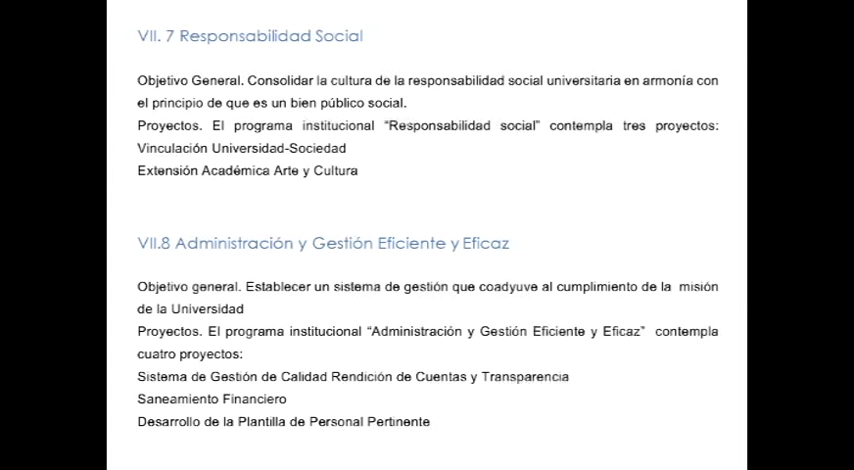 VII. 7 Responsabilidad Social
Objetivo General. Consolidar la cultura de la responsabilidad social universitaria en armonía con
el principio de que es un bien público social.
Proyectos. El programa institucional “Responsabilidad social” contempla tres proyectos:
Vinculación Universidad-Sociedad
Extensión Académica Arte y Cultura
VII.8 Administración y Gestión Eficiente y Eficaz
Objetivo general. Establecer un sistema de gestión que coadyuve al cumplimiento de la misión
de la Universidad
Proyectos. El programa institucional “Administración y Gestión Eficiente y Eficaz” contempla
cuatro proyectos:
Sistema de Gestión de Calidad Rendición de Cuentas y Transparencia
Saneamiento Financiero
Desarrollo de la Plantilla de Personal Pertinente